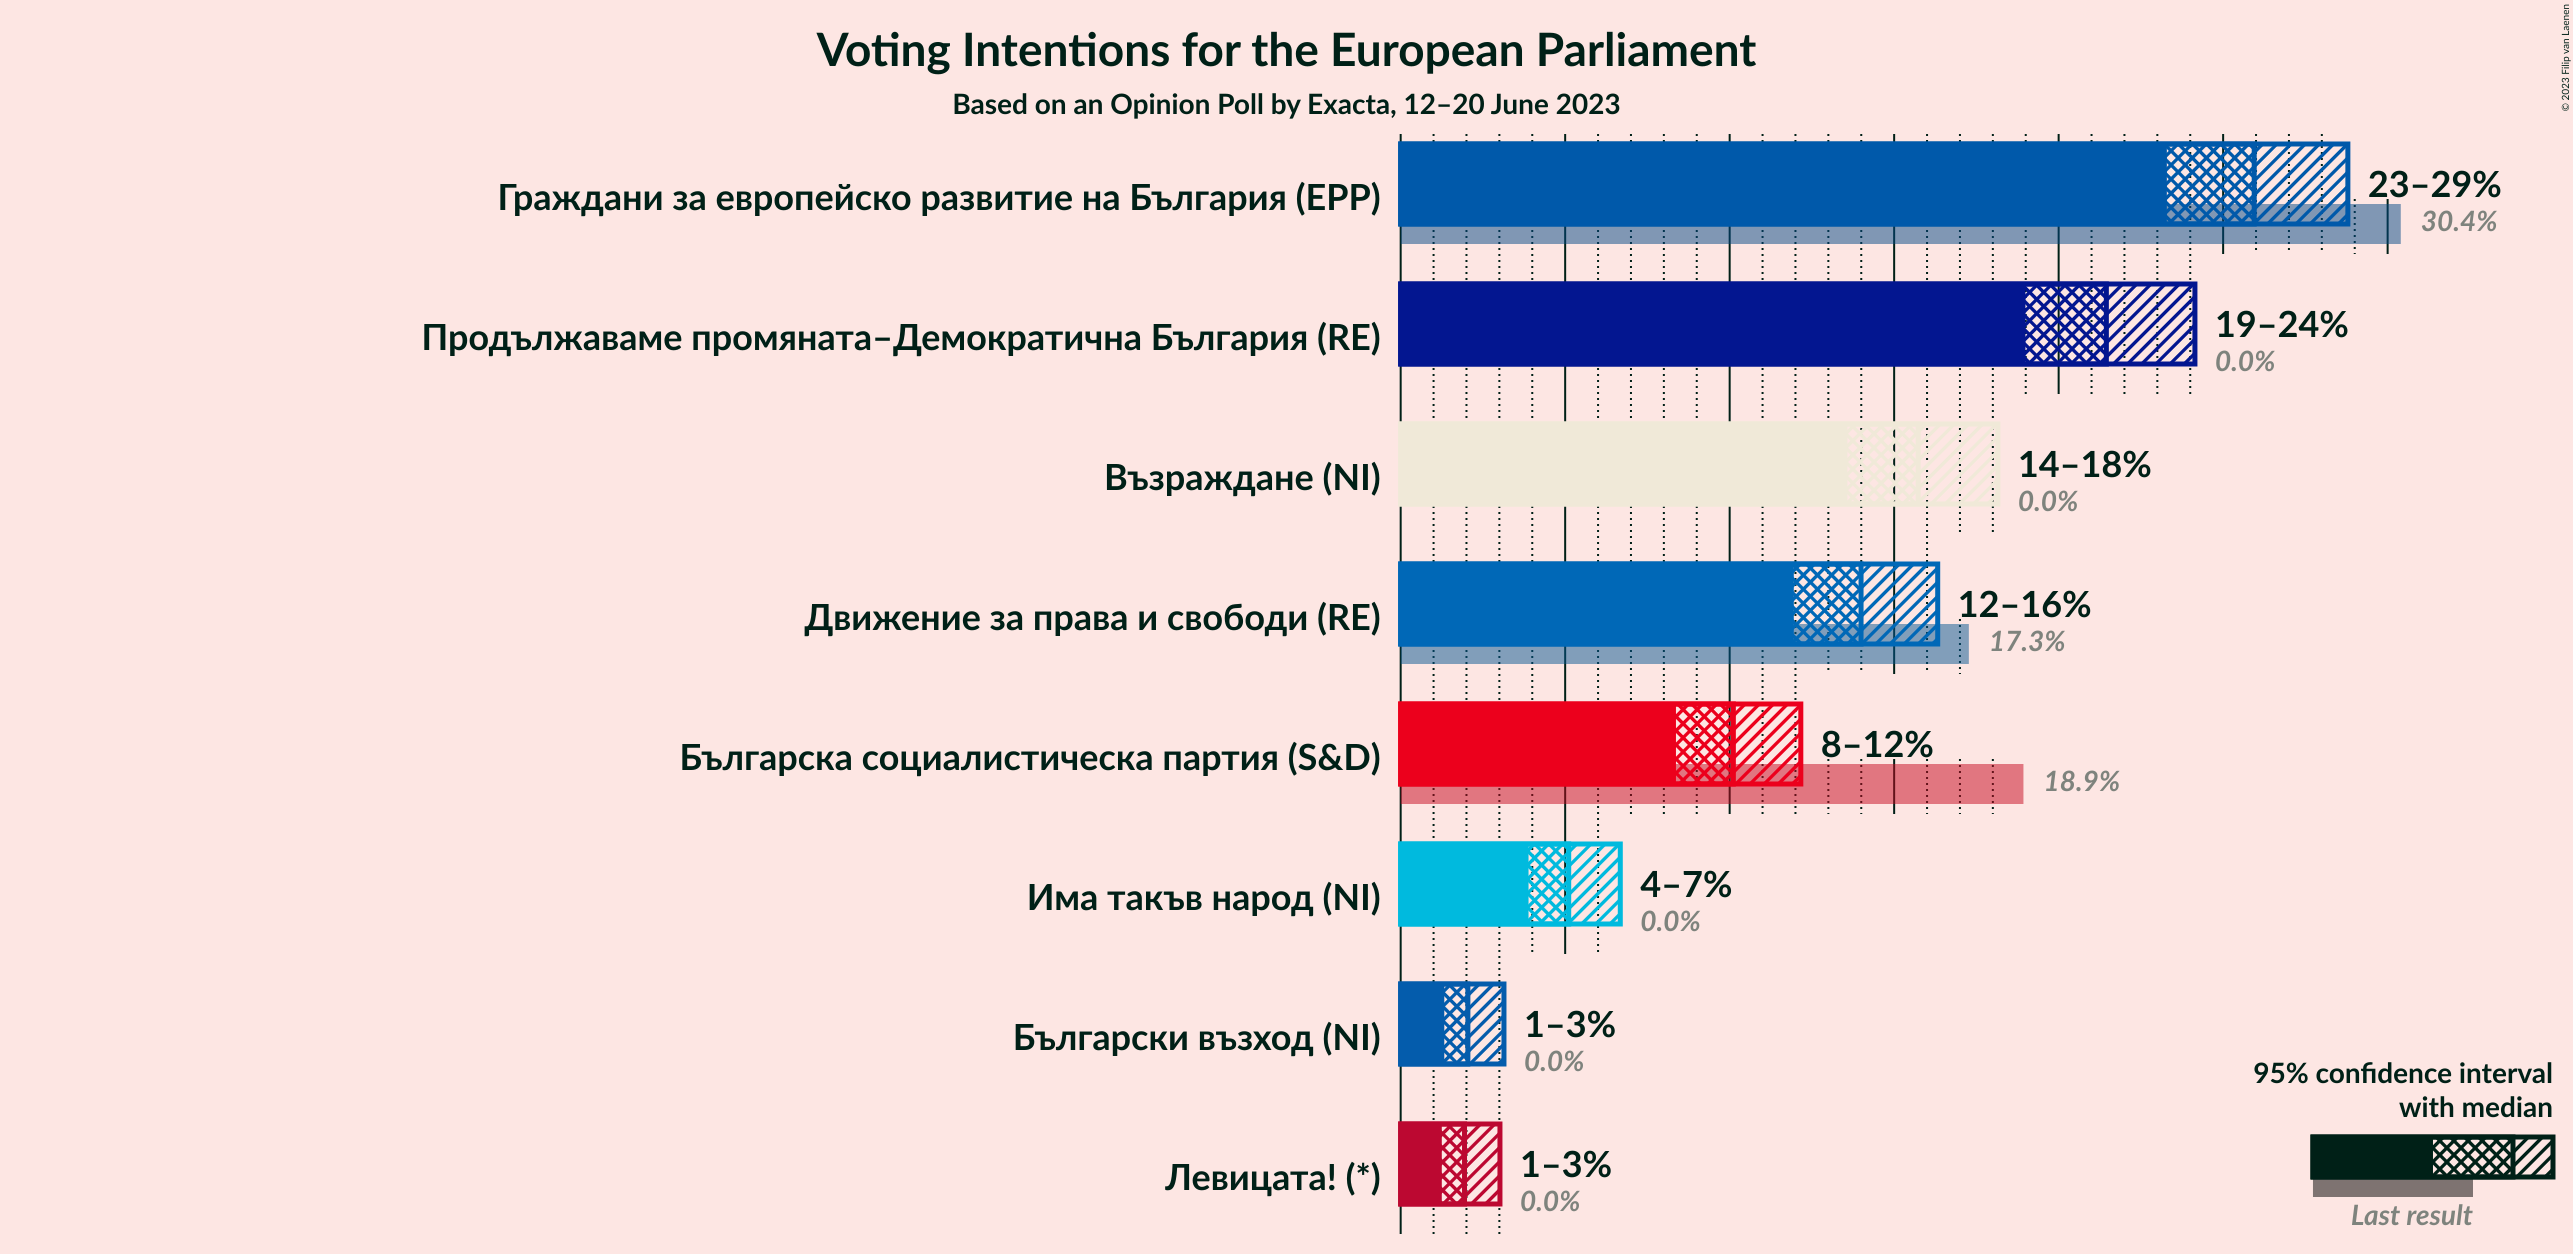 Voting Intentions for the European Parliament
Based on an Opinion Poll by Exacta, 12–20 June 2023
© 2023 Filip van Laenen
Граждани за европейско развитие на България (EPP)
23–29%
30.4%
Продължаваме промяната–Демократична България (RE)
19–24%
0.0%
Възраждане (NI)
14–18%
0.0%
Движение за права и свободи (RE)
12–16%
17.3%
Българска социалистическа партия (S&D)
8–12%
18.9%
Има такъв народ (NI)
4–7%
0.0%
Български възход (NI)
1–3%
0.0%
Левицата! (*)
1–3%
0.0%
95% confidence interval
with median
Last result